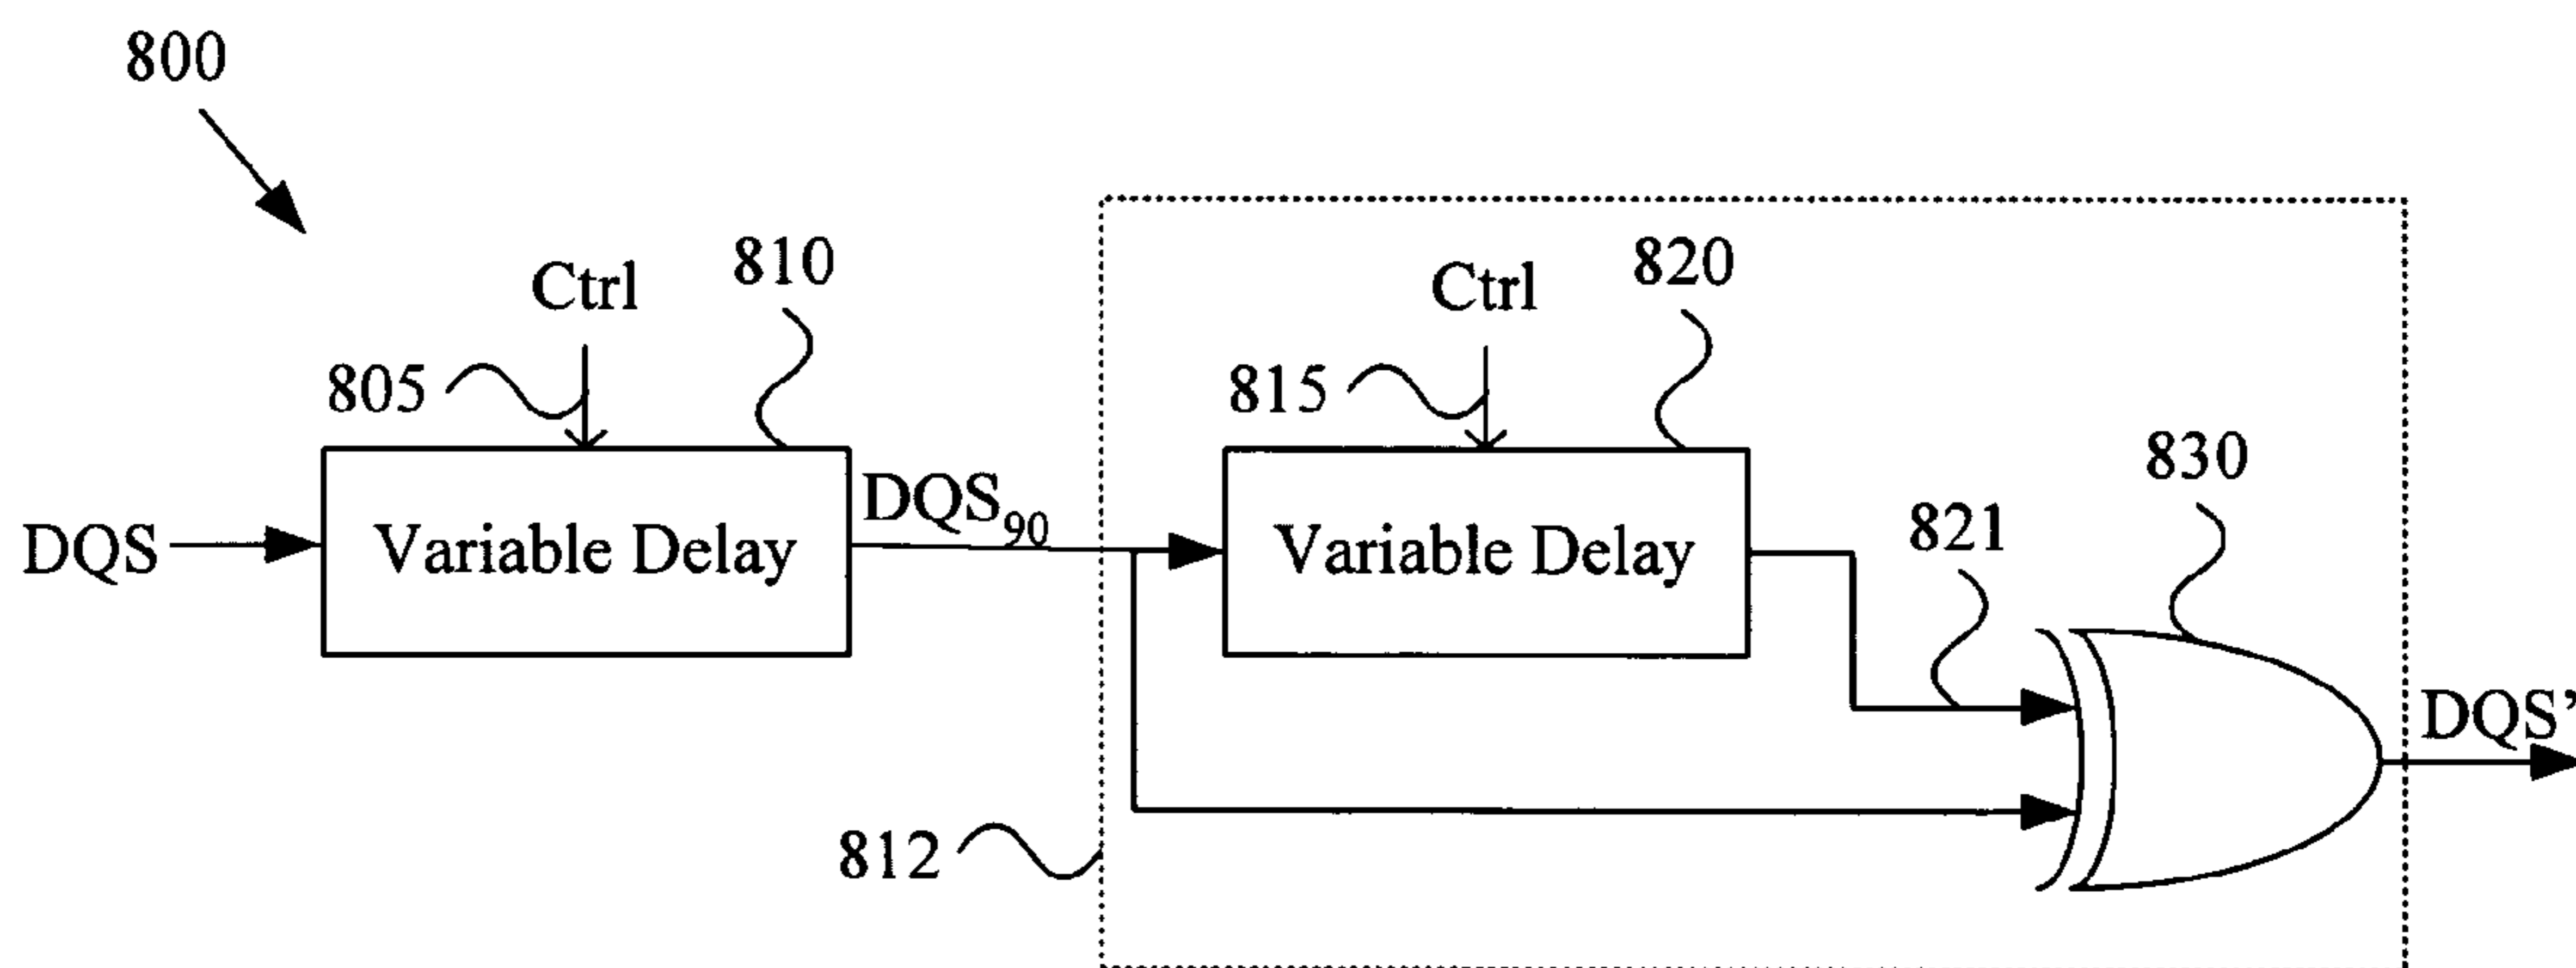 800
Ctrl
810
805
Ctrl
820
815
830
821
DQS
Variable Delay
DQS90
Variable Delay
DQS’
812